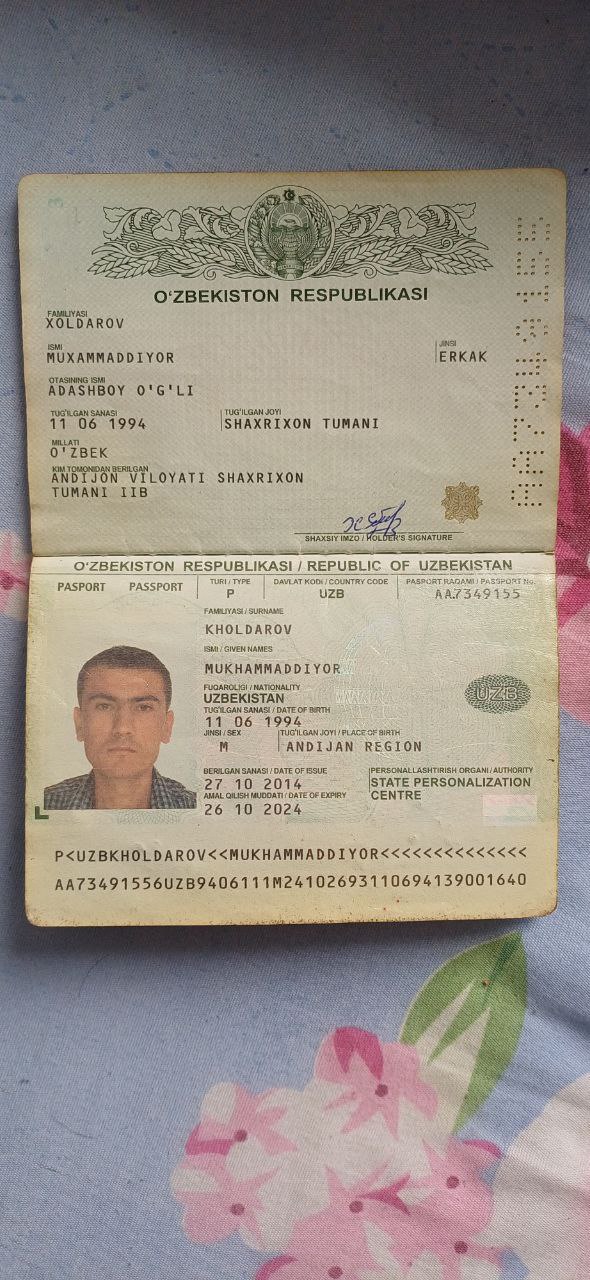 O'ZBEKISTON RESPUBLIKASI
FAMILIYASI
XOLDAROV
ISMI
MUXAMMADDIYOR
JINSI
ERKAK
OTASINING ISMI
ADASHBOY O'G'LI
TUG'ILGAN SANASI
11 06 1994
TUG'ILGAN JOYI
SHAXRIXON TUMANI
MILLATI
O'ZBEK
KIM TOMONIDAN BERILGAN
ANDIJON VILOYATI SHAXRIXON
TUMANI IIB
SHAXSIY IMZO / HOLDER'S SIGNATURE
AA7349155
O'ZBEKISTON RESPUBLIKASI / REPUBLIC OF UZBEKISTAN
PASPORT PASSPORT
TURI / TYPE
P
DAVLAT KODI / COUNTRY CODE
UZB
PASPORT RAQAMI / PASSPORT No.
AA7349155
FAMILIYASI / SURNAME
KHOLDAROV
ISMI / GIVEN NAMES
MUKHAMMADDIYOR
FUQAROLIGI / NATIONALITY
UZBEKISTAN
UZB
TUG'ILGAN SANASI / DATE OF BIRTH
11 06 1994
JINSI / SEX
M
TUG'ILGAN JOYI / PLACE OF BIRTH
ANDIJAN REGION
BERILGAN SANASI / DATE OF ISSUE
27 10 2014
PERSONALLASHTIRISH ORGANI / AUTHORITY
STATE PERSONALIZATION
CENTRE
AMAL QILISH MUDDATI / DATE OF EXPIRY
26 10 2024
P<UZBKHOLDAROV<<MUKHAMMADDIYOR<<<<<<<<<<<<<<
AA73491556UZB9406111M24102693110694139001640